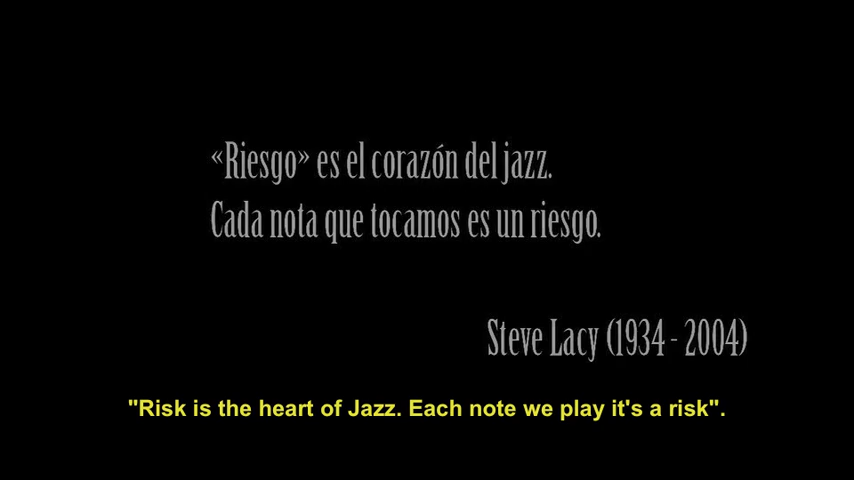 «Riesgo» es el corazón del jazz.
Cada nota que tocamos es un riesgo.
Steve Lacy (1934 - 2004)
"Risk is the heart of Jazz. Each note we play it's a risk".